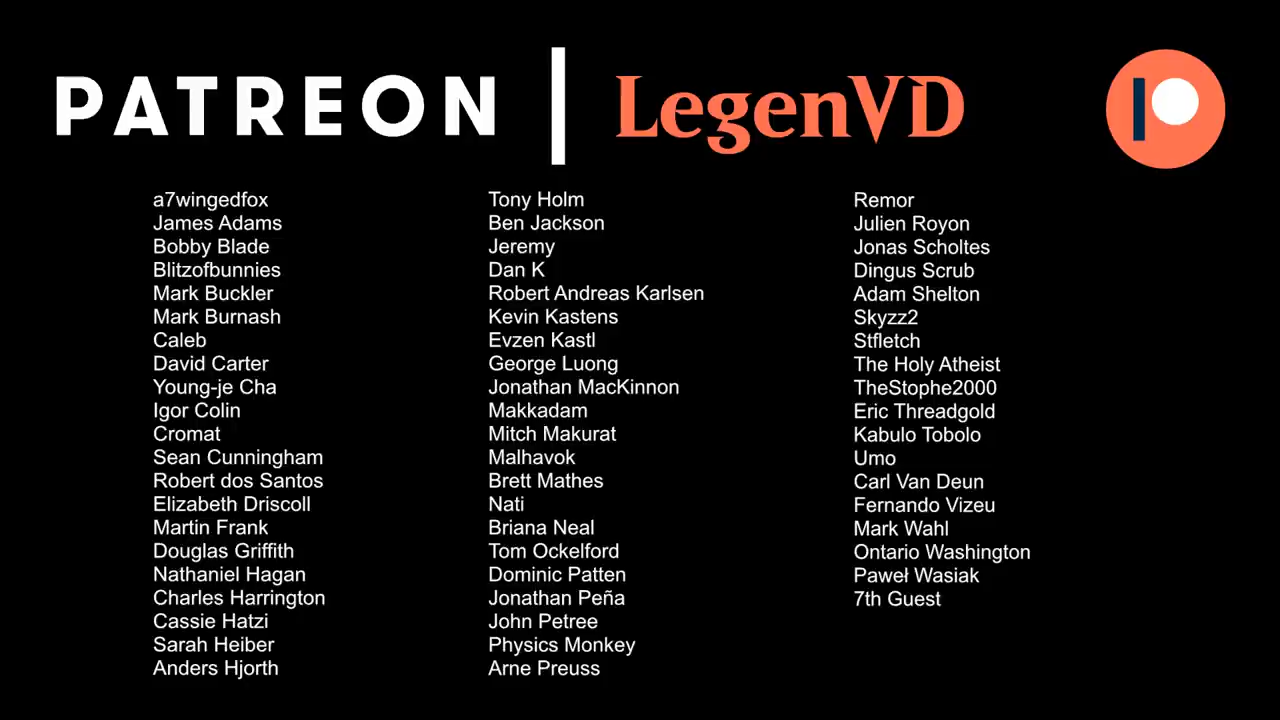 PATREON | LegenVD
a7wingedfox
James Adams
Bobby Blade
Blitzofbunnies
Mark Buckler
Mark Burnash
Caleb
David Carter
Young-je Cha
Igor Colin
Cromat
Sean Cunningham
Robert dos Santos
Elizabeth Driscoll
Martin Frank
Douglas Griffith
Nathaniel Hagan
Charles Harrington
Cassie Hatzi
Sarah Heiber
Anders Hjorth
Tony Holm
Ben Jackson
Jeremy
Dan K
Robert Andreas Karlsen
Kevin Kastens
Evzen Kastl
George Luong
Jonathan MacKinnon
Makkadam
Mitch Makurat
Malhavok
Brett Mathes
Nati
Briana Neal
Tom Ockelford
Dominic Patten
Jonathan Peña
John Petree
Physics Monkey
Arne Preuss
Remor
Julien Royon
Jonas Scholtes
Dingus Scrub
Adam Shelton
Skyzz2
Stfletch
The Holy Atheist
TheStophe2000
Eric Threadgold
Kabulo Tobolo
Umo
Carl Van Deun
Fernando Vizeu
Mark Wahl
Ontario Washington
Paweł Wasiak
7th Guest